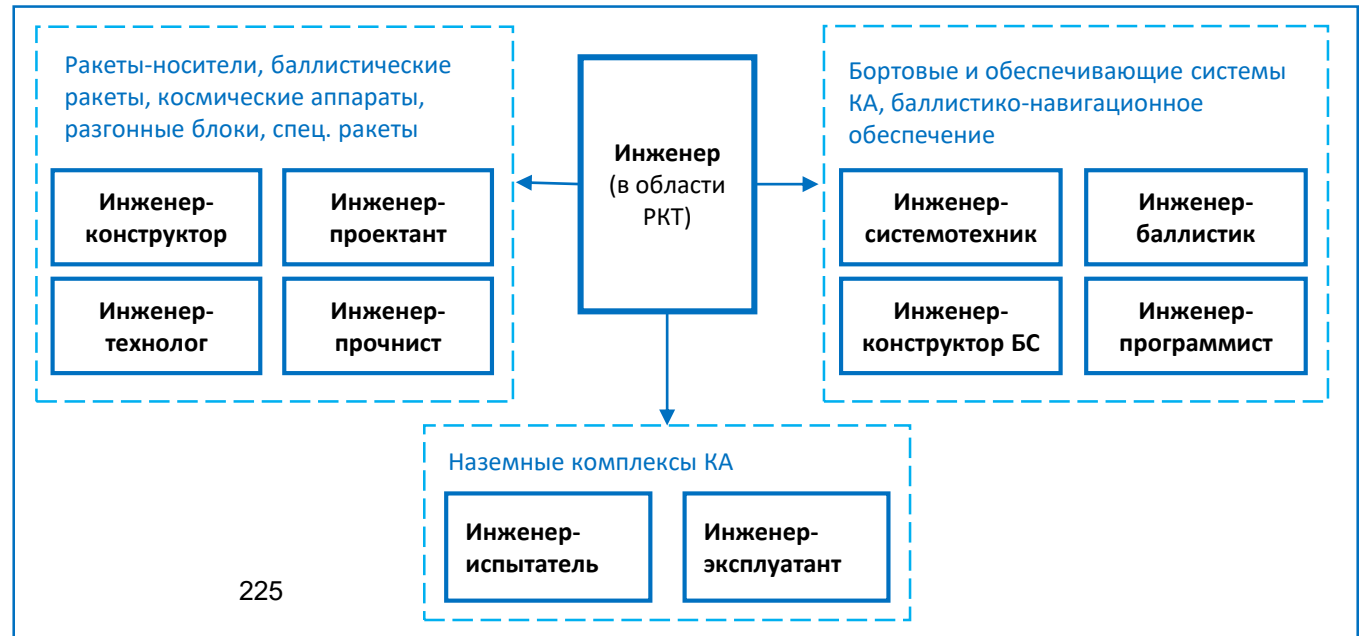 Ракеты-носители, баллистические
ракеты, космические аппараты,
разгонные блоки, спец. ракеты
Инженер-
конструктор
Инженер-
проектант
Инженер-
технолог
Инженер-
прочнист
Инженер
(в области
РКТ)
Бортовые и обеспечивающие системы
КА, баллистико-навигационное
обеспечение
Инженер-
системотехник
Инженер-
баллистик
Инженер-
конструктор БС
Инженер-
программист
Наземные комплексы КА
Инженер-
испытатель
Инженер-
эксплуатант
225